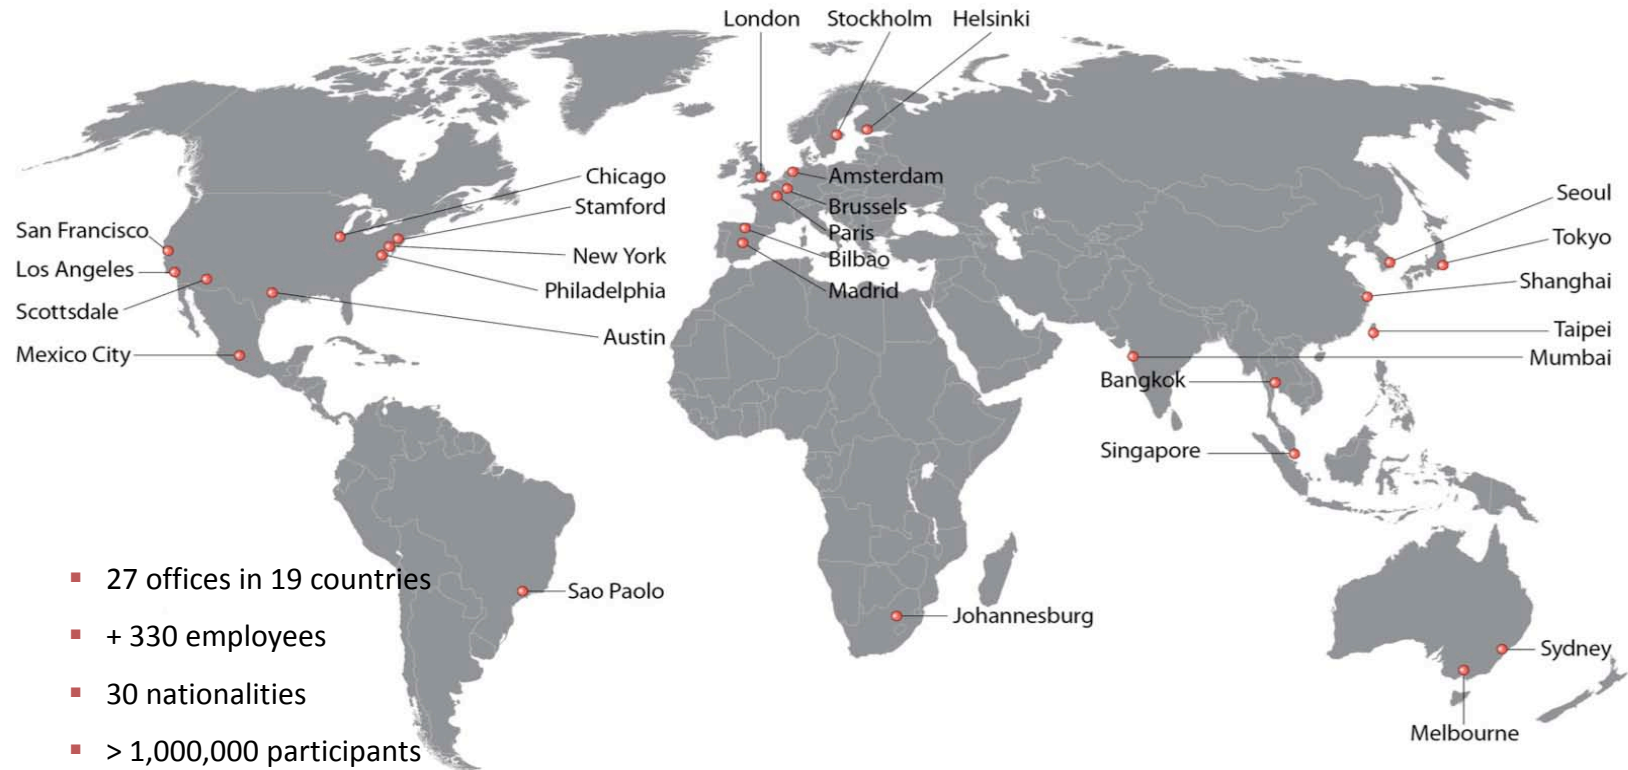 London
Stockholm
Helsinki
Chicago
Stamford
New York
Philadelphia
Austin
San Francisco
Los Angeles
Scottsdale
Mexico City
Amsterdam
Brussels
Paris
Bilbao
Madrid
Seoul
Tokyo
Shanghai
Taipei
Mumbai
Bangkok
Singapore
Sao Paolo
Johannesburg
Sydney
Melbourne
27 offices in 19 countries
+ 330 employees
30 nationalities
> 1,000,000 participants